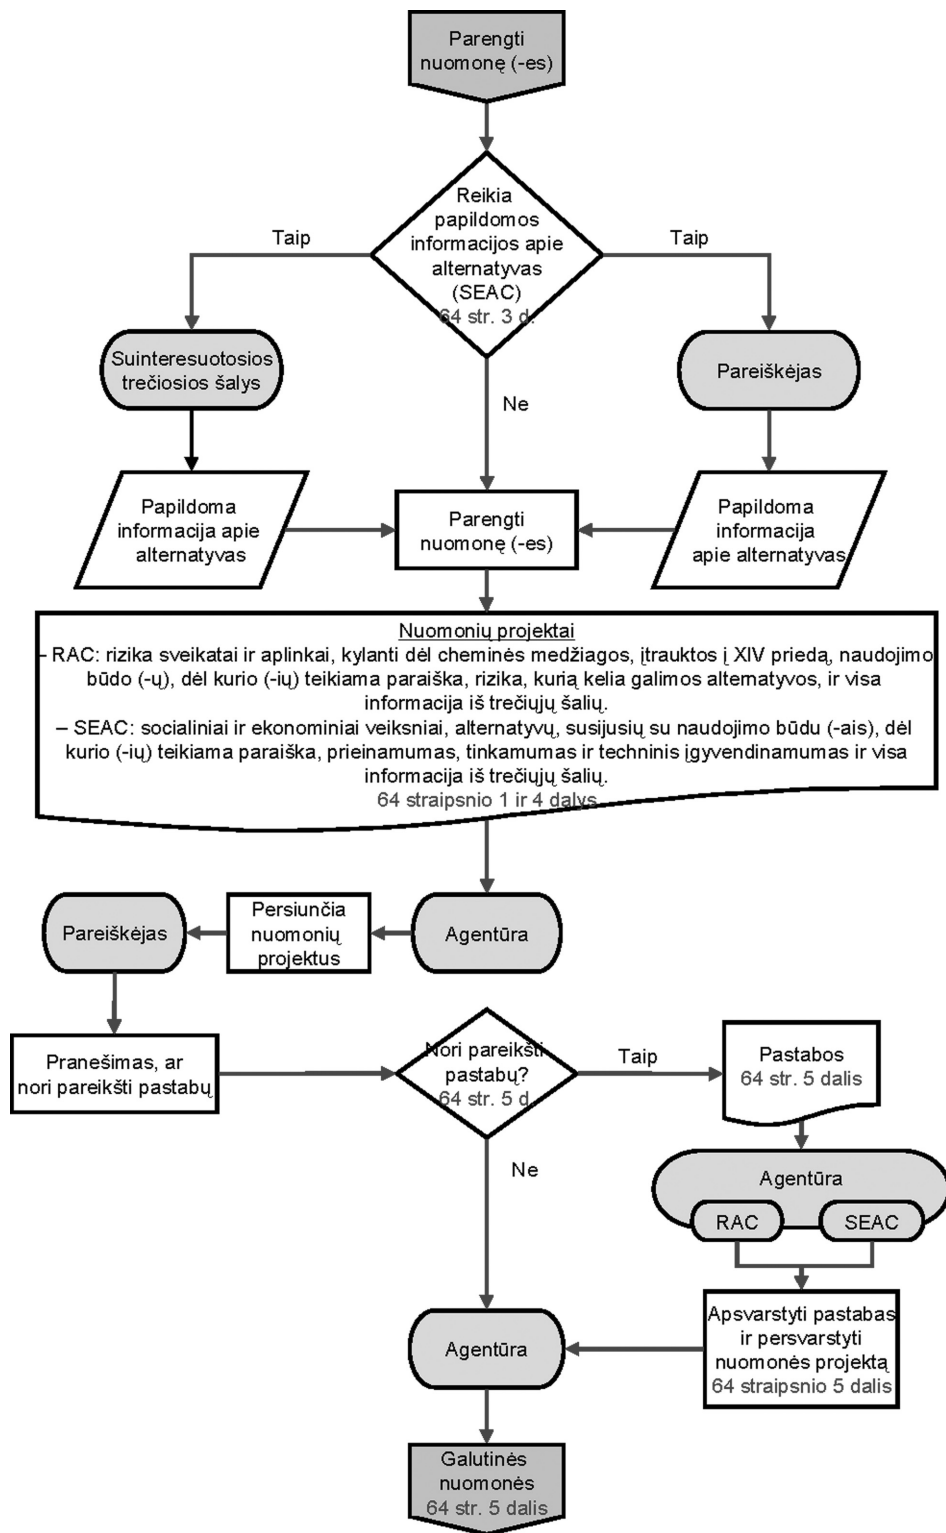 Parengti
nuomonę (-es)
Reikia
papildomos
informacijos apie
alternatyvas
(SEAC)
64 str. 3 d.
Taip
Taip
Suinteresuotosios
trečiosios šalys
Pareiškėjas
Ne
Papildoma
informacija apie
alternatyvas
Parengti
nuomonę (-es)
Papildoma
informacija
apie alternatyvas
Nuomonių projektai
– RAC: rizika sveikatai ir aplinkai, kylanti dėl cheminės medžiagos, įtrauktos į XIV priedą, naudojimo
būdo (-ų), dėl kurio (-ių) teikiama paraiška, rizika, kurią kelia galimos alternatyvos, ir visa
informacija iš trečiųjų šalių.
– SEAC: socialiniai ir ekonominiai veiksniai, alternatyvų, susijusių su naudojimo būdu (-ais), dėl
kurio (-ių) teikiama paraiška, prieinamumas, tinkamumas ir techninis įgyvendinamumas ir visa
informacija iš trečiųjų šalių.
64 straipsnio 1 ir 4 dalys
Pareiškėjas
Persiunčia
nuomonių
projektus
Agentūra
Pranešimas, ar
nori pareikšti pastabų
Nori pareikšti
pastabų?
64 str. 5 d
Taip
Pastabos
64 str. 5 dalis
Ne
Agentūra
RAC
SEAC
Apsvarstyti pastabas
ir persvarstyti
nuomonės projektą
64 straipsnio 5 dalis
Agentūra
Galutinės
nuomonės
64 str. 5 dalis